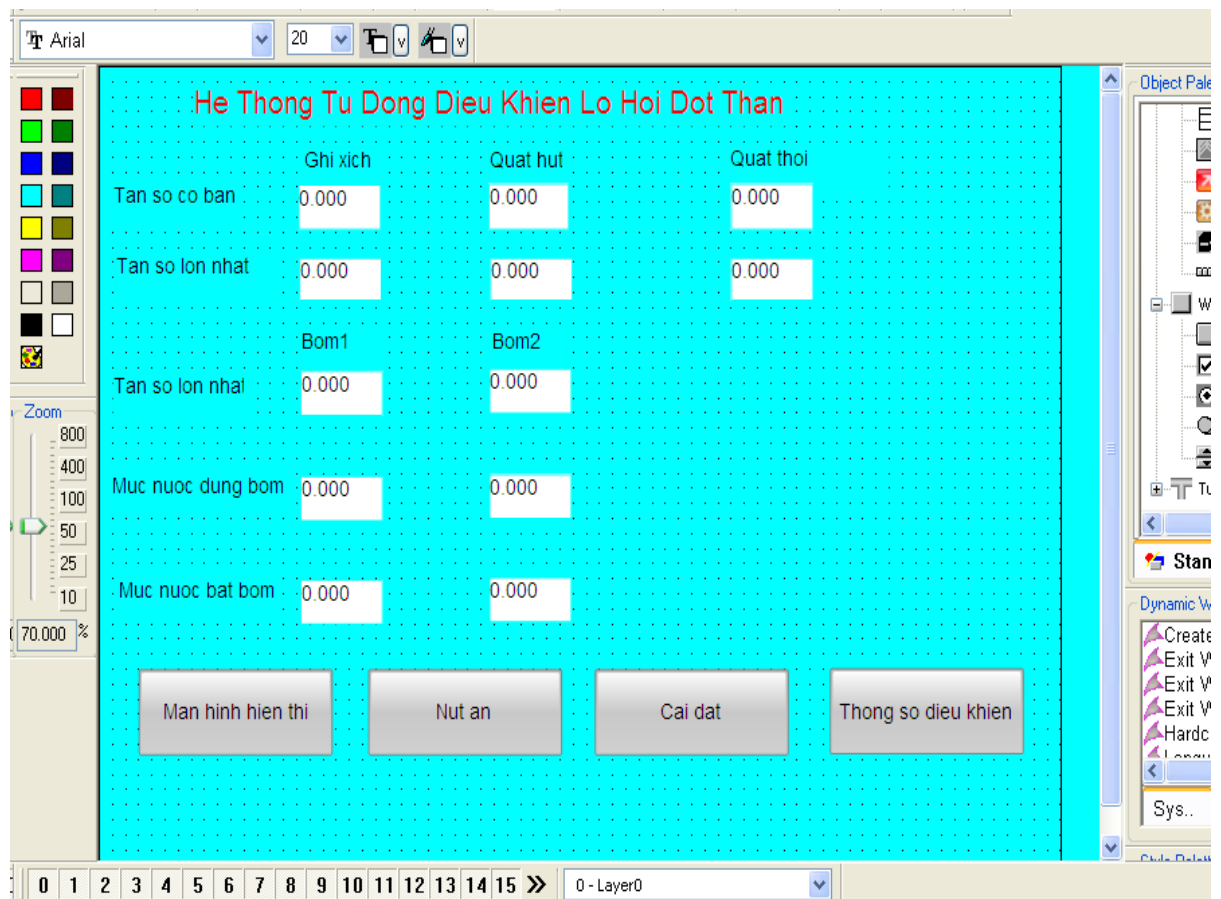 Arial
20
Object Pale
He Thong Tu Dong Dieu Khien Lo Hoi Dot Than
Ghi xich Quat hut Quat thoi
Tan so co ban 0.000 0.000 0.000
Tan so lon nhat 0.000 0.000 0.000
Bom1 Bom2
Tan so lon nhat 0.000 0.000
Muc nuoc dung bom 0.000 0.000
Muc nuoc bat bom 0.000 0.000
Man hinh hien thi Nut an Cai dat Thong so dieu khien
Zoom
800
400
100
50
25
10
70.000 %
W
Tu
Stan
Dynamic W
Create
Exit W
Exit W
Exit W
Hardc
Sys..
0 1 2 3 4 5 6 7 8 9 10 11 12 13 14 15 »
0 - Layer0